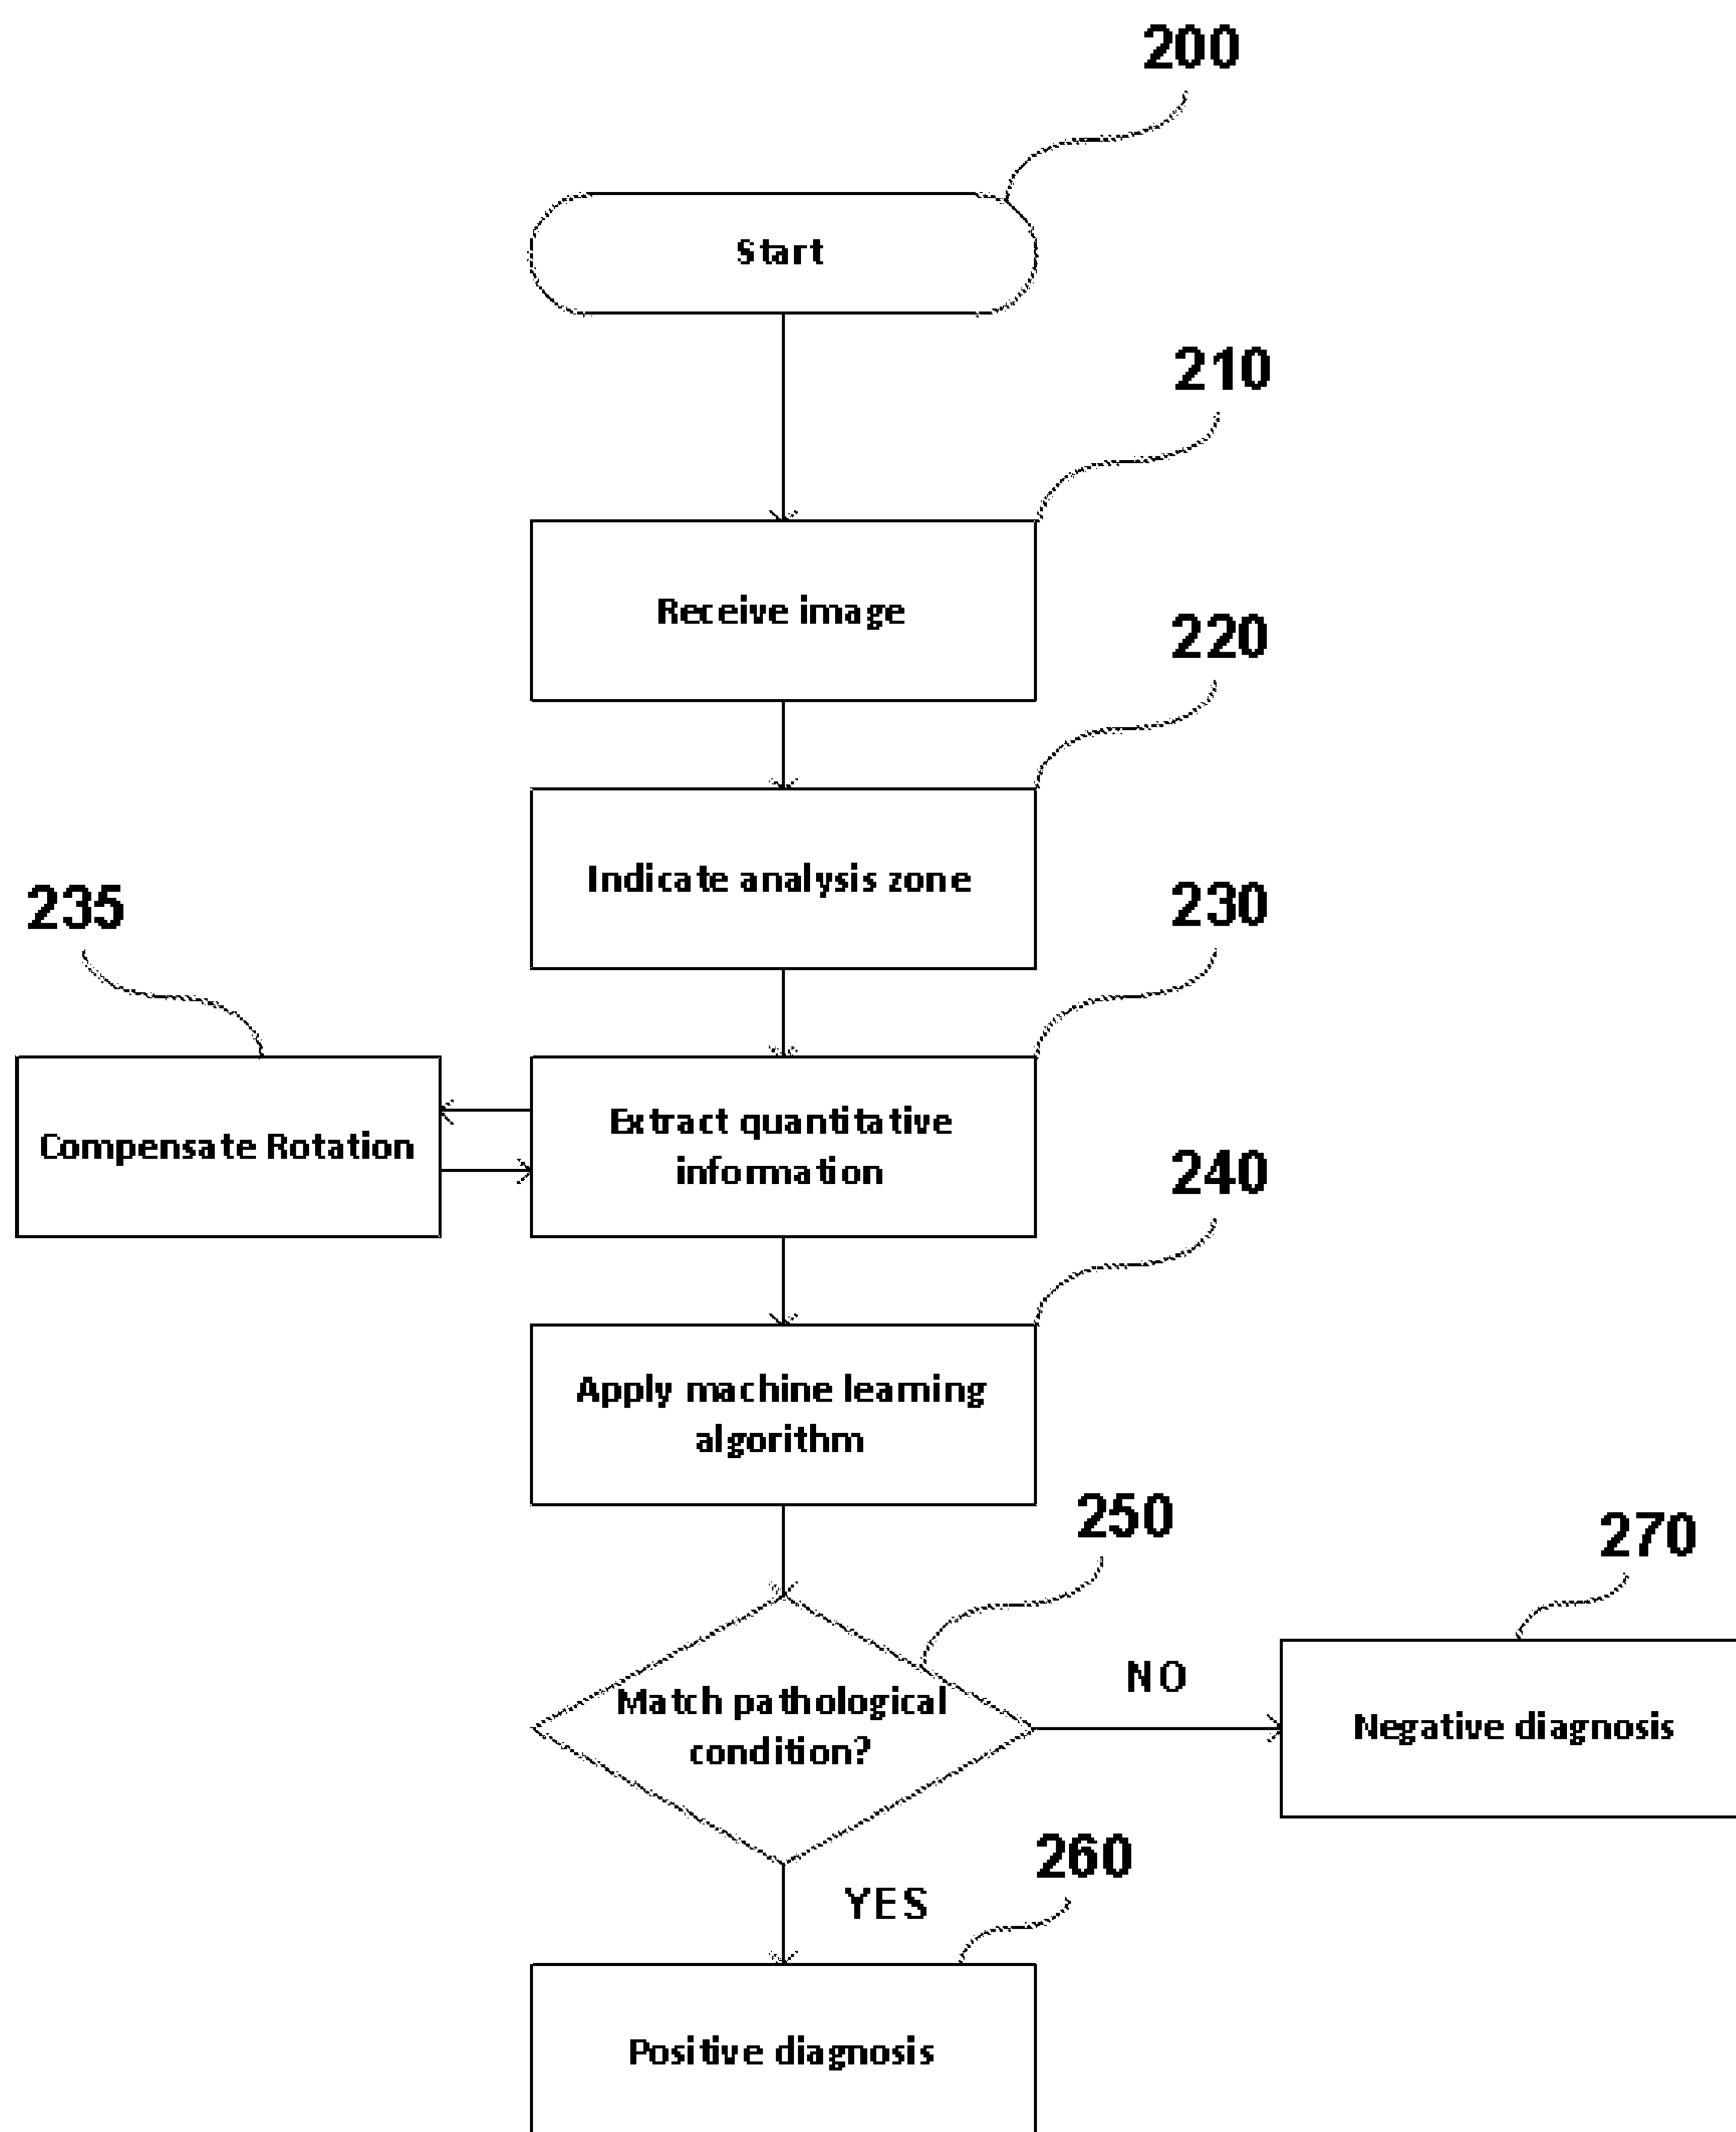 200
Start
210
Receive image
220
Indicate analysis zone
235
230
Compensate Rotation
Extract quantitative
information
240
Apply machine learning
algorithm
250
270
Match pathological
condition?
NO
Negative diagnosis
260
YES
Positive diagnosis